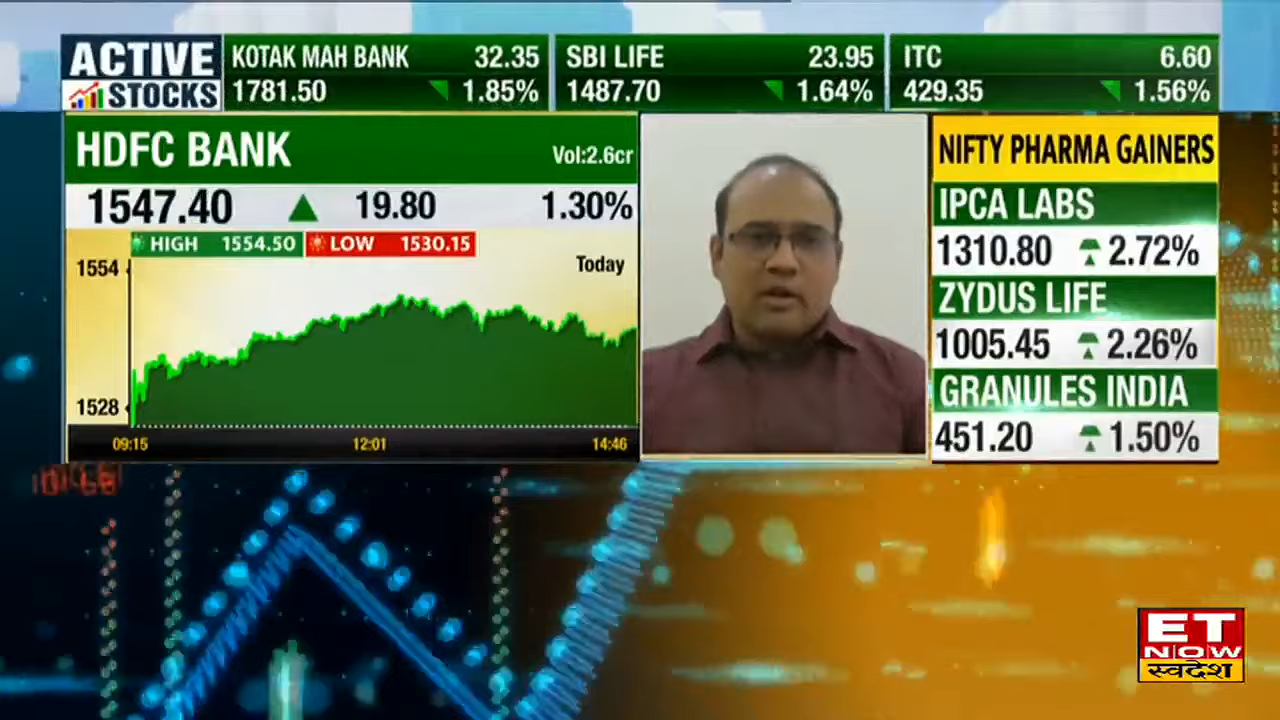 ACTIVE
STOCKS
KOTAK MAH BANK 32.35
1781.50 1.85%
SBI LIFE 23.95
1487.70 1.64%
ITC 6.60
429.35 1.56%
HDFC BANK Vol:2.6cr
1547.40 19.80 1.30%
HIGH 1554.50 LOW 1530.15
1554
Today
1528
09:15 12:01 14:46
NIFTY PHARMA GAINERS
IPCA LABS
1310.80 2.72%
ZYDUS LIFE
1005.45 2.26%
GRANULES INDIA
451.20 1.50%
ET
NOW
स्वदेश